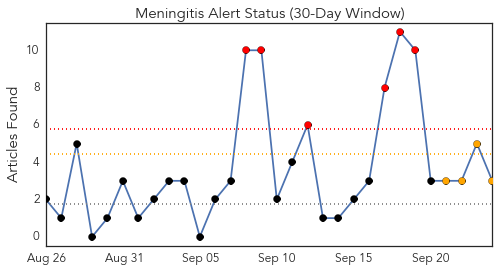 Meningitis Alert Status (30-Day Window)
Articles Found
10
8
6
4
2
0
Aug 26 Aug 31 Sep 05 Sep 10 Sep 15 Sep 20